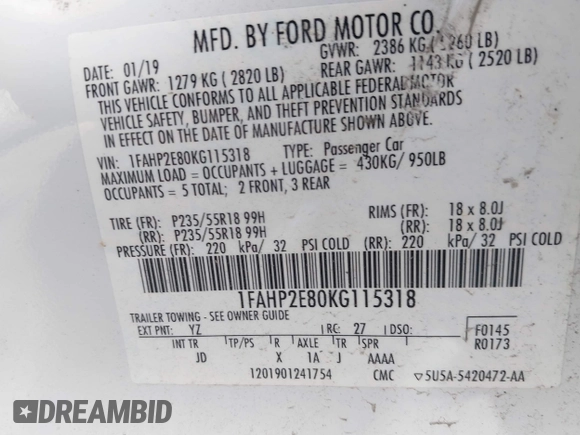 MFD. BY FORD MOTOR CO.
DATE: 01/19
GVWR: 2386 KG ( 260 LB)
FRONT GAWR: 1279 KG ( 2820 LB)
REAR GAWR: 1143 KG ( 2520 LB)
THIS VEHICLE CONFORMS TO ALL APPLICABLE FEDERAL MOTOR
VEHICLE SAFETY, BUMPER, AND THEFT PREVENTION STANDARDS
IN EFFECT ON THE DATE OF MANUFACTURE SHOWN ABOVE.
VIN: 1FAHP2E80KG115318 TYPE: Passenger Car
MAXIMUM LOAD = OCCUPANTS + LUGGAGE = 430KG/ 950LB
OCCUPANTS = 5 TOTAL; 2 FRONT, 3 REAR
TIRE (FR): P235/55R18 99H RIMS (FR): 18 x 8.0J
(RR): P235/55R18 99H (RR): 18 x 8.0J
PRESSURE (FR): 220 kPa/ 32 PSI COLD (RR): 220 kPa/ 32 PSI COLD
1FAHP2E80KG115318
TRAILER TOWING - SEE OWNER GUIDE
EXT PNT: YZ RC: 27 DSO: F0145
INT TR TP/PS R AXLE TR SPR R0173
JD X 1A J AAAA
1201901241754 CMC ▽5U5A-5420472-AA
DREAMBID